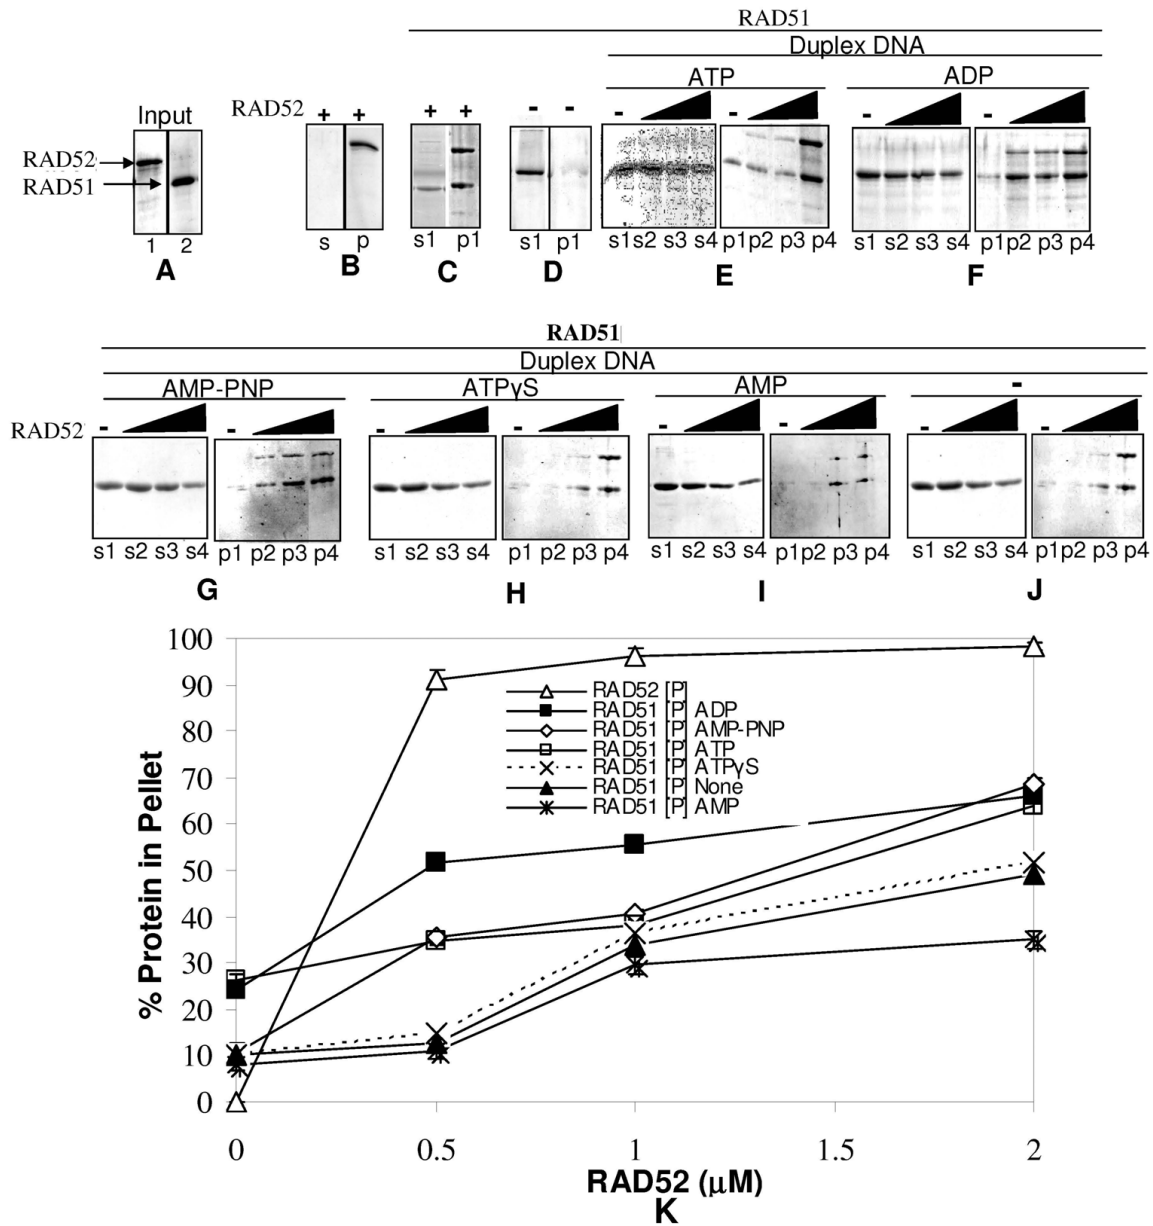 RAD51
Duplex DNA
ATP ADP
Input
RAD52 + + + + - - - - - -
RAD52
RAD51
1 2 s p s1 p1 s1 p1 s1 s2 s3 s4 p1 p2 p3 p4 s1 s2 s3 s4 p1 p2 p3 p4
A B C D E F
RAD51
Duplex DNA
AMP-PNP ATPγS AMP -
RAD52 - - - - - - - -
s1 s2 s3 s4 p1 p2 p3 p4 s1 s2 s3 s4 p1 p2 p3 p4 s1 s2 s3 s4 p1 p2 p3 p4 s1 s2 s3 s4 p1 p2 p3 p4
G H I J
% Protein in Pellet
100
90
80
70
60
50
40
30
20
10
0
RAD52 [P]
RAD51 [P] ADP
RAD51 [P] AMP-PNP
RAD51 [P] ATP
RAD51 [P] ATPγS
RAD51 [P] None
RAD51 [P] AMP
0 0.5 1 1.5 2
RAD52 (μM)
K